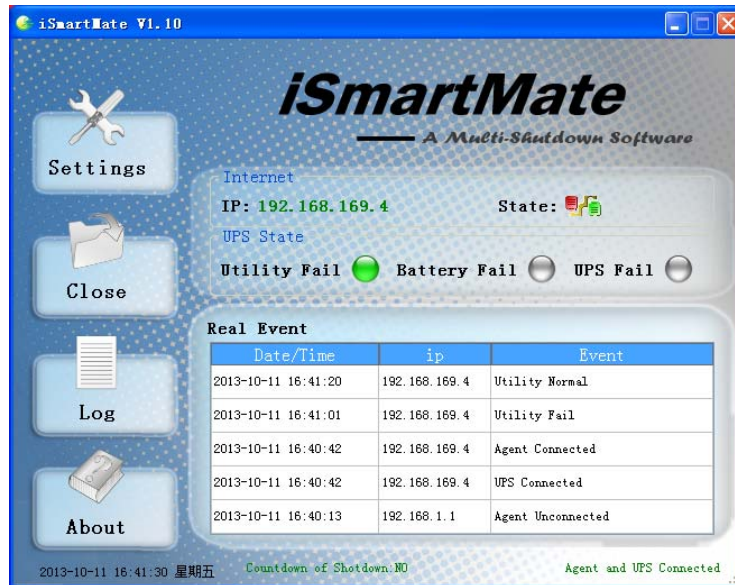 iSmartMate V1.10
iSmartMate
A Multi-Shutdown Software
Settings
Close
Log
About
Internet
IP: 192.168.169.4 State:
UPS State
Utility Fail Battery Fail UPS Fail
Real Event
Date/Time ip Event
2013-10-11 16:41:20 192.168.169.4 Utility Normal
2013-10-11 16:41:01 192.168.169.4 Utility Fail
2013-10-11 16:40:42 192.168.169.4 Agent Connected
2013-10-11 16:40:42 192.168.169.4 UPS Connected
2013-10-11 16:40:13 192.168.1.1 Agent Unconnected
2013-10-11 16:41:30 星期五 Countdown of Shotdown:NO Agent and UPS Connected